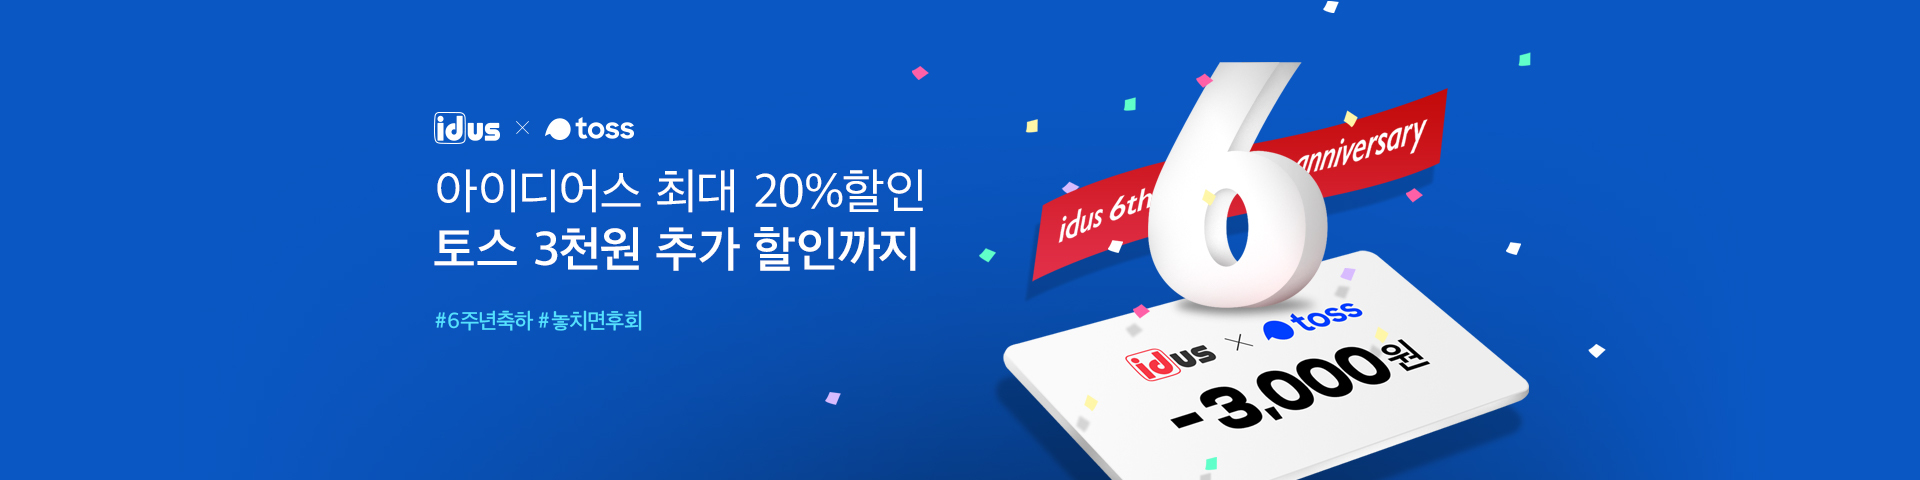 idus × toss
아이디어스 최대 20%할인
토스 3천원 추가 할인까지
#6주년축하 #놓치면후회
6
idus 6th anniversary
idus × toss
-3,000원